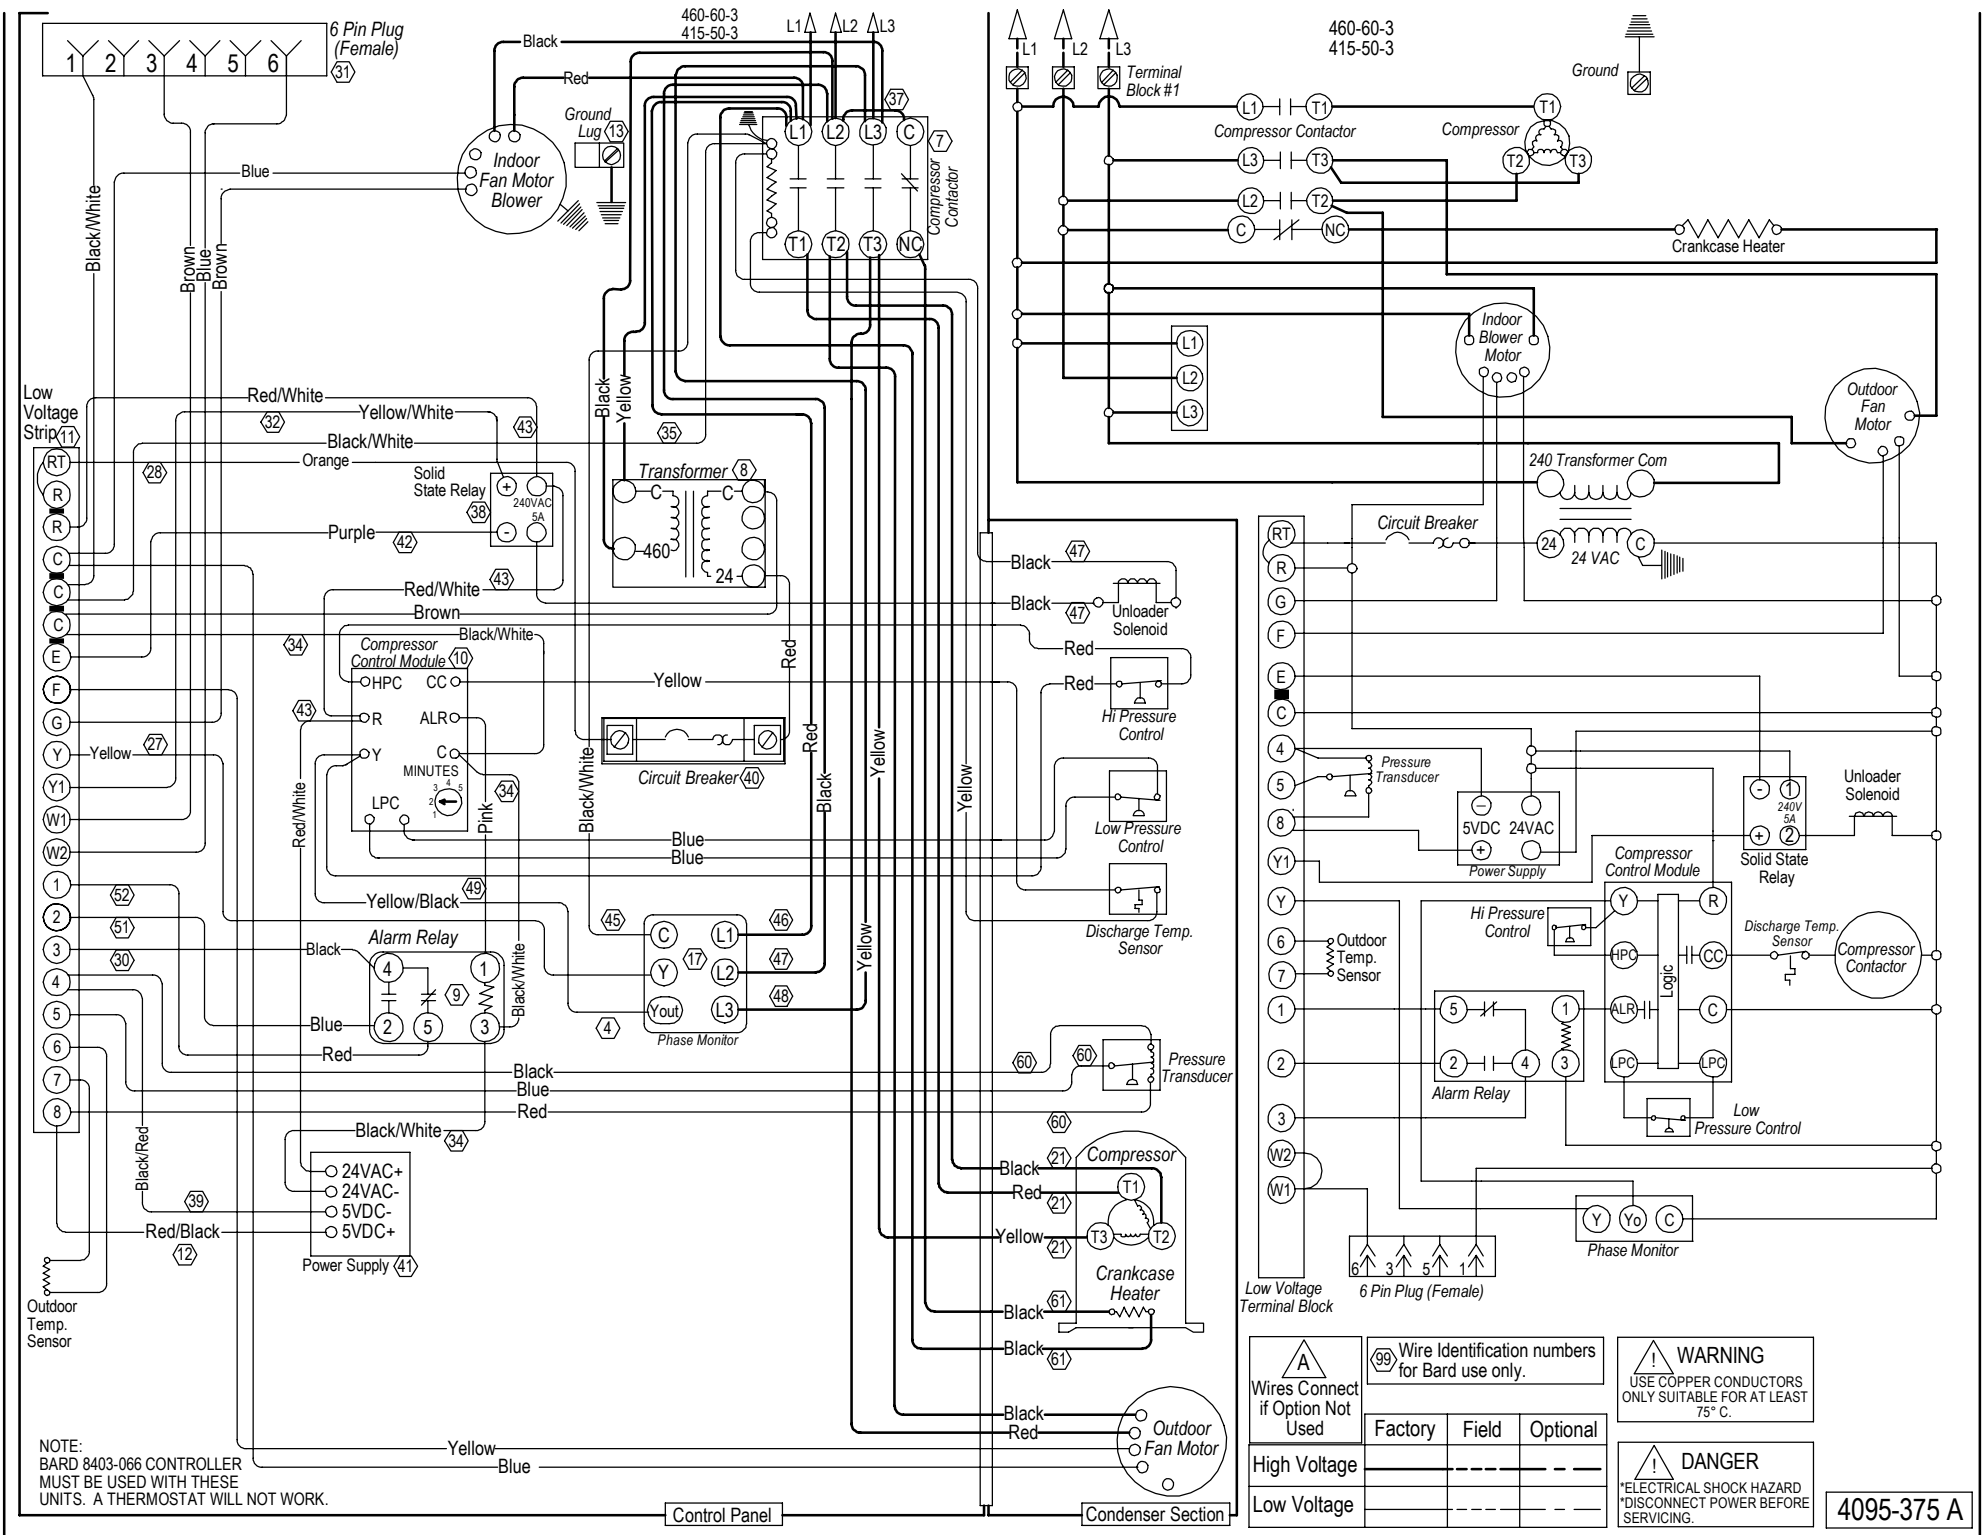 6 Pin Plug
(Female)
31
1 2 3 4 5 6
460-60-3
415-50-3
L1 L2 L3
Black
Red
Ground
Lug 13
Indoor
Fan Motor
Blower
Blue
37
L1 L2 L3 C
7
Compressor
Contactor
T1 T2 T3 NC
Black/White
Brown
Blue
Brown
Low
Voltage
Strip 11
Red/White
Yellow/White
32
43
Black/White
35
Orange
28
Solid
State Relay
38
+
240VAC
5A
-
Purple
42
Red/White
43
Brown
Black/White
34
Black
Yellow
Transformer 8
C C
460
24
Red
RT
R
R
C
C
C
E
F
G
Y
Y1
W1
W2
1
2
3
4
5
6
7
8
Compressor
Control Module 10
HPC CC
R ALR
Y C
MINUTES
1 2 3 4 5
LPC
43
Yellow
27
Yellow
Circuit Breaker 40
Red/White
Pink
34
Black/White
Red
Black
Yellow
Yellow
Yellow
Blue
Blue
49
Yellow/Black
52
51
30
Alarm Relay
Black
4 1
9
2 5 3
Blue
Red
Black/White
45
C L1
17
Y L2
Yout L3
46
47
48
4
Phase Monitor
Black
Blue
Red
60
60
60
Black/White
34
Black/Red
39
Red/Black
12
24VAC+
24VAC-
5VDC-
5VDC+
Power Supply 41
Outdoor
Temp.
Sensor
Yellow
Blue
NOTE:
BARD 8403-066 CONTROLLER
MUST BE USED WITH THESE
UNITS. A THERMOSTAT WILL NOT WORK.
Control Panel
Black
47
Black
47
Unloader
Solenoid
Red
Red
Hi Pressure
Control
Low Pressure
Control
Discharge Temp.
Sensor
Pressure
Transducer
Compressor
Black
21
Red
21
Yellow
21
T1
T3 T2
Crankcase
Heater
Black
61
Black
61
Black
Red
Outdoor
Fan Motor
Condenser Section
L1 L2 L3
Terminal
Block #1
460-60-3
415-50-3
Ground
L1 T1
Compressor Contactor
Compressor
T1
T2 T3
L3 T3
L2 T2
C NC
Crankcase Heater
Indoor
Blower
Motor
L1
L2
L3
Outdoor
Fan
Motor
240 Transformer Com
24 C
24 VAC
Circuit Breaker
RT
R
G
F
E
C
4
5
8
Y1
Y
6
7
1
2
3
W2
W1
Low Voltage
Terminal Block
Pressure
Transducer
5VDC 24VAC
+
Power Supply
- 1
240V
5A
+ 2
Solid State
Relay
Unloader
Solenoid
Compressor
Control Module
Hi Pressure
Control
Y R
HPC CC
Logic
ALR C
LPC LPC
Discharge Temp.
Sensor
Compressor
Contactor
Outdoor
Temp.
Sensor
5 1
2 4 3
Alarm Relay
Low
Pressure Control
Y Yo C
Phase Monitor
6 3 5 1
6 Pin Plug (Female)
A
Wires Connect
if Option Not
Used
99 Wire Identification numbers
for Bard use only.
Factory Field Optional
High Voltage
Low Voltage
! WARNING
USE COPPER CONDUCTORS
ONLY SUITABLE FOR AT LEAST
75° C.
! DANGER
*ELECTRICAL SHOCK HAZARD
*DISCONNECT POWER BEFORE
SERVICING.
4095-375 A